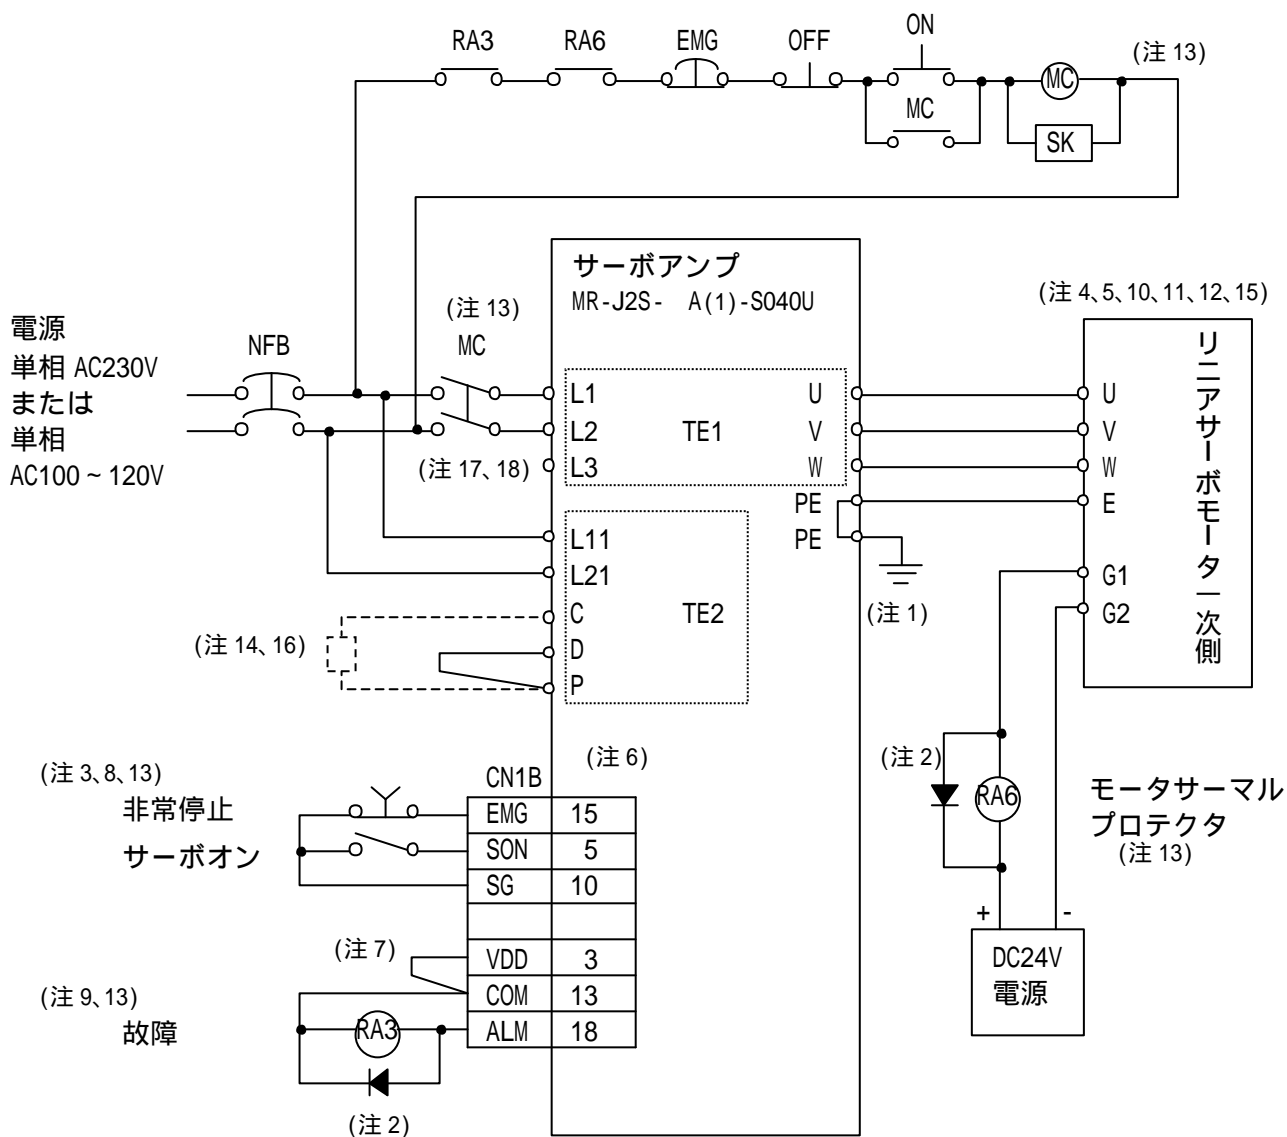 ON
RA3 RA6 EMG OFF
(注 13)
MC
MC
SK
サーボアンプ
MR-J2S- A(1)-S040U
(注 13)
MC
(注 4、5、10、11、12、15)
電源
単相 AC230V
または
単相
AC100 ~ 120V
NFB
L1
L2
L3
TE1
U
V
W
PE
PE
(注 17、18)
U
V
W
E
G1
G2
リニアサーボモータ一次側
L11
L21
C
D
P
TE2
(注 1)
(注 14、16)
(注 6)
(注 3、8、13)
非常停止
サーボオン
CN1B
EMG 15
SON 5
SG 10
(注 7)
VDD 3
COM 13
ALM 18
(注 9、13)
故障
RA3
(注 2)
(注 2)
RA6
モータサーマル
プロテクタ
(注 13)
+ -
DC24V
電源